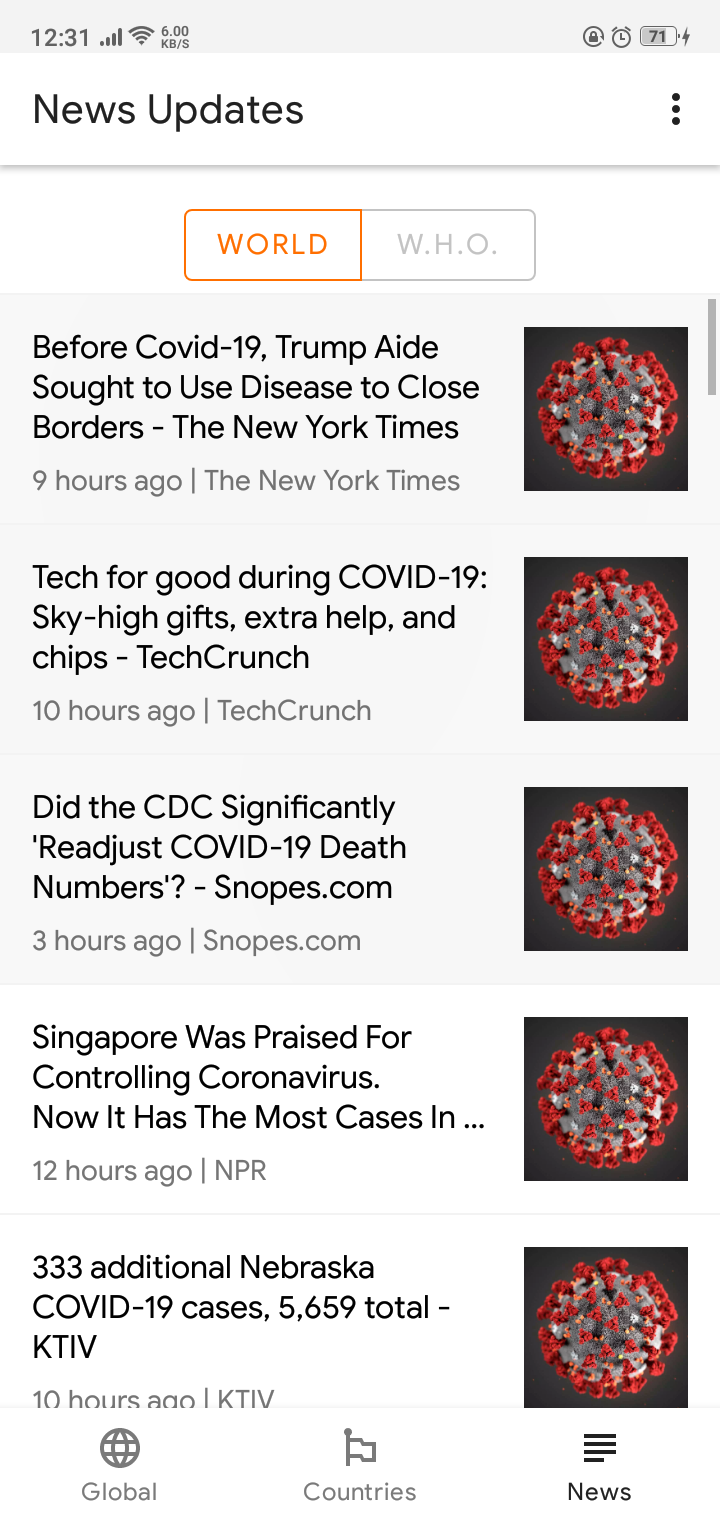 12:31 6.00 KB/S 71
News Updates
WORLD W.H.O.
Before Covid-19, Trump Aide
Sought to Use Disease to Close
Borders - The New York Times
9 hours ago | The New York Times
Tech for good during COVID-19:
Sky-high gifts, extra help, and
chips - TechCrunch
10 hours ago | TechCrunch
Did the CDC Significantly
'Readjust COVID-19 Death
Numbers'? - Snopes.com
3 hours ago | Snopes.com
Singapore Was Praised For
Controlling Coronavirus.
Now It Has The Most Cases In ...
12 hours ago | NPR
333 additional Nebraska
COVID-19 cases, 5,659 total -
KTIV
10 hours ago | KTIV
Global Countries News